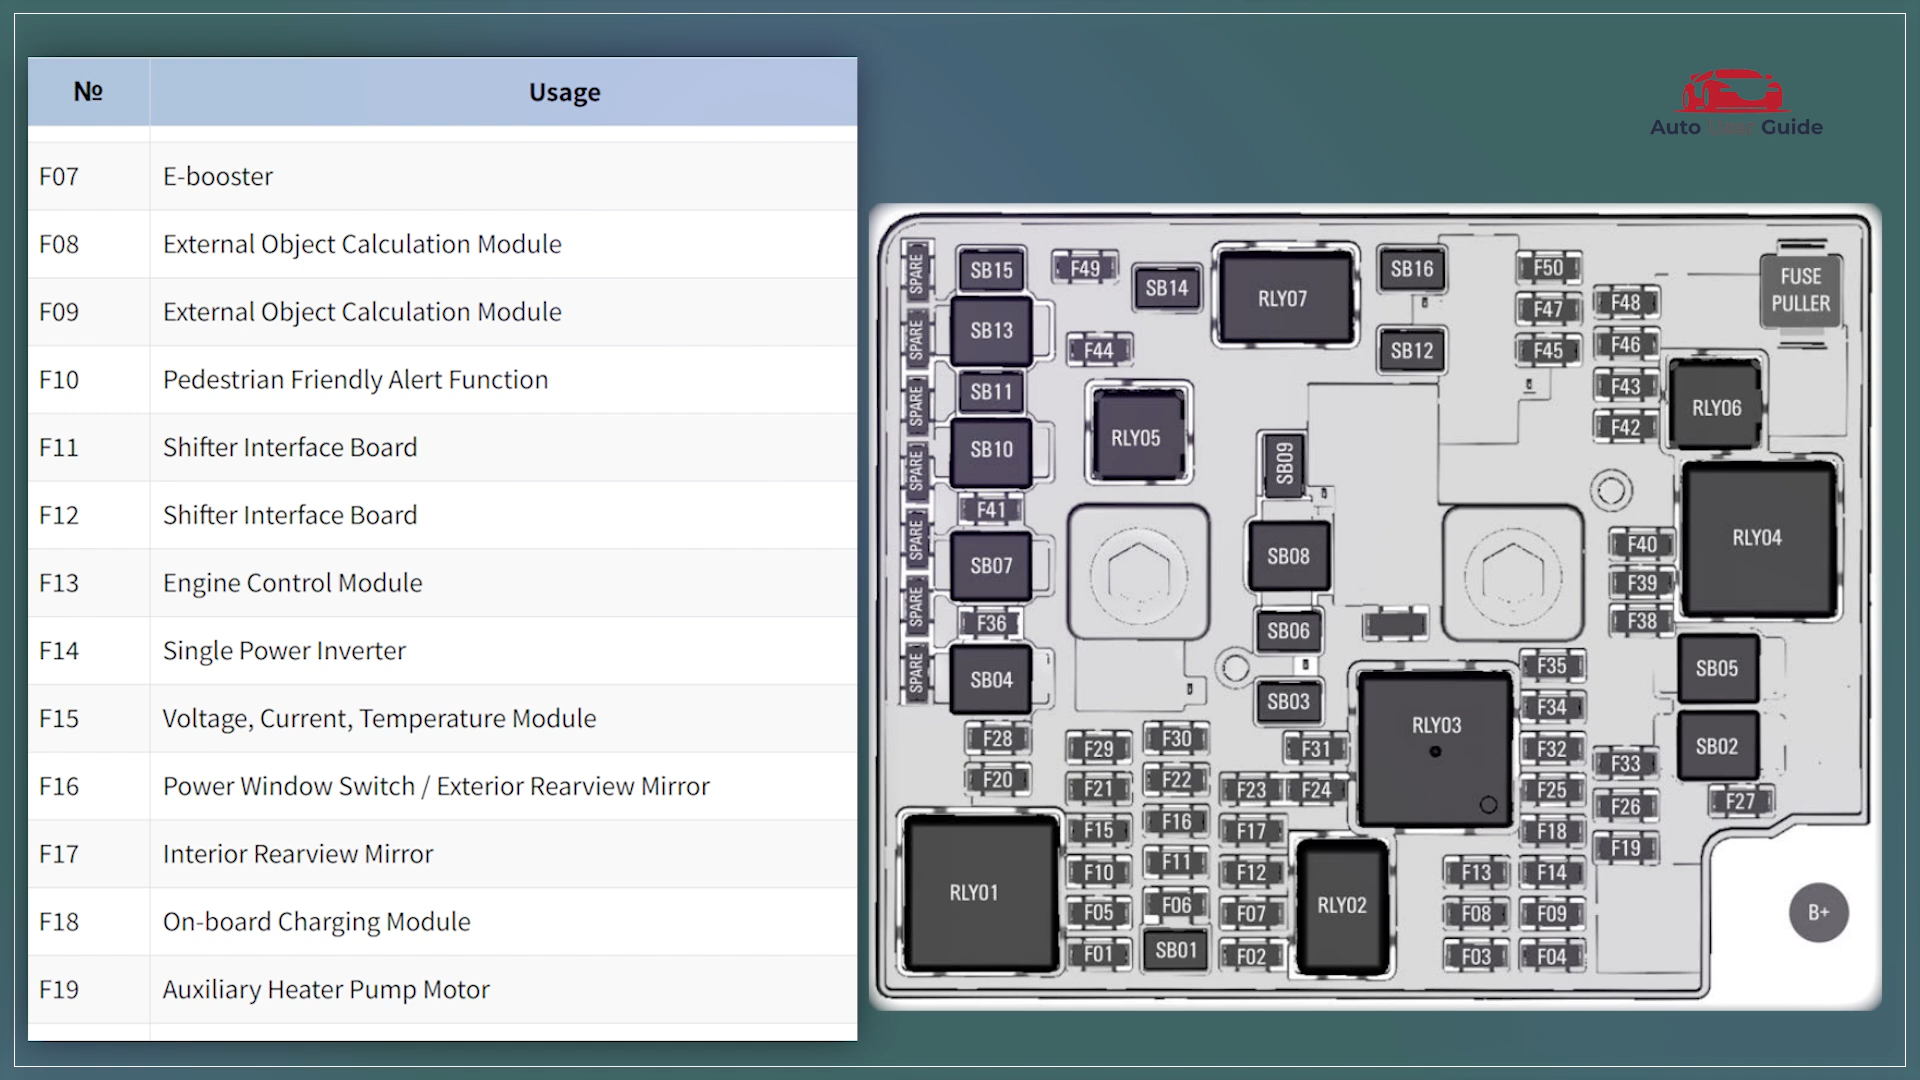 № Usage
F07 E-booster
F08 External Object Calculation Module
F09 External Object Calculation Module
F10 Pedestrian Friendly Alert Function
F11 Shifter Interface Board
F12 Shifter Interface Board
F13 Engine Control Module
F14 Single Power Inverter
F15 Voltage, Current, Temperature Module
F16 Power Window Switch / Exterior Rearview Mirror
F17 Interior Rearview Mirror
F18 On-board Charging Module
F19 Auxiliary Heater Pump Motor
Auto Guide
SPARE
SPARE
SPARE
SPARE
SPARE
SPARE
SPARE
SB15
F49
SB14
RLY07
SB16
F50
FUSE
PULLER
SB13
F47
F48
F44
SB12
F45
F46
SB11
F43
RLY06
RLY05
F42
SB10
SB09
F41
RLY04
SB07
SB08
F40
F39
F36
SB06
F38
SB04
SB03
F35
SB05
F34
RLY03
F28
F29
F30
F31
F32
F33
SB02
F20
F21
F22
F23
F24
F25
F26
F27
F15
F16
F17
F18
F19
RLY01
F10
F11
F12
RLY02
F13
F14
F05
F06
F07
F08
F09
B+
F01
SB01
F02
F03
F04